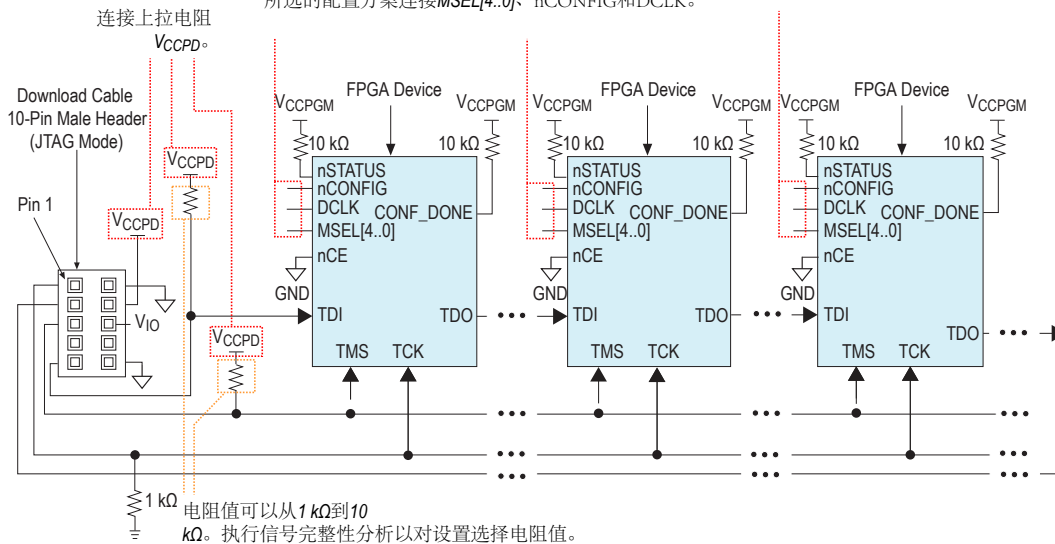 所选的配置方案连接MSEL[4..0]、nCONFIG和DCLK。
连接上拉电阻
VCCPD。
Download Cable
10-Pin Male Header
(JTAG Mode)
Pin 1
VCCPD
VCCPD
VCCPD
VIO
FPGA Device
VCCPGM
VCCPGM
10 kΩ
10 kΩ
nSTATUS
nCONFIG
DCLK
CONF_DONE
MSEL[4..0]
nCE
GND
TDI
TDO
TMS
TCK
FPGA Device
VCCPGM
VCCPGM
10 kΩ
10 kΩ
nSTATUS
nCONFIG
DCLK
CONF_DONE
MSEL[4..0]
nCE
GND
TDI
TDO
TMS
TCK
FPGA Device
VCCPGM
VCCPGM
10 kΩ
10 kΩ
nSTATUS
nCONFIG
DCLK
CONF_DONE
MSEL[4..0]
nCE
GND
TDI
TDO
TMS
TCK
1 kΩ
电阻值可以从1 kΩ到10
kΩ。执行信号完整性分析以对设置选择电阻值。